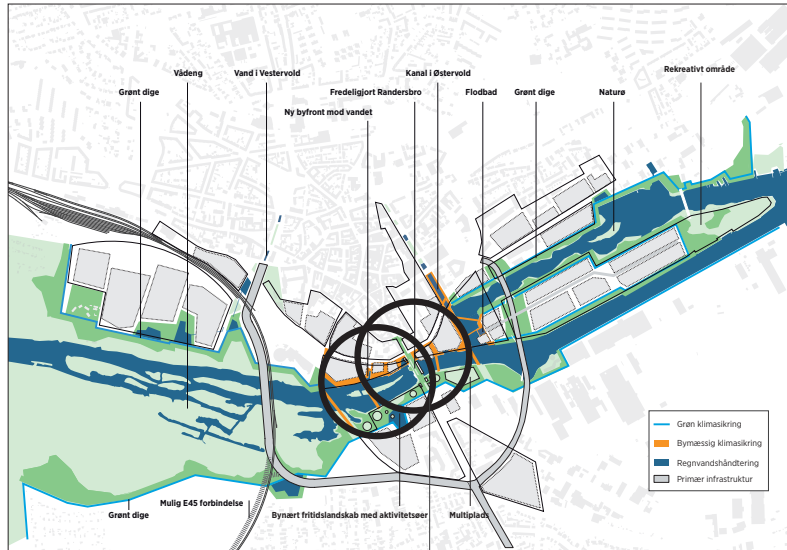 Vådeng
Vand i Vestervold
Kanal i Østervold
Rekreativt område
Grønt dige
Fredeligjort Randersbro
Flodbad
Grønt dige
Naturø
Ny byfront mod vandet
Grøn klimasikring
Bymæssig klimasikring
Regnvandshåndtering
Primær infrastruktur
Mulig E45 forbindelse
Grønt dige
Bynært fritidslandskab med aktivitetsøer
Multiplads